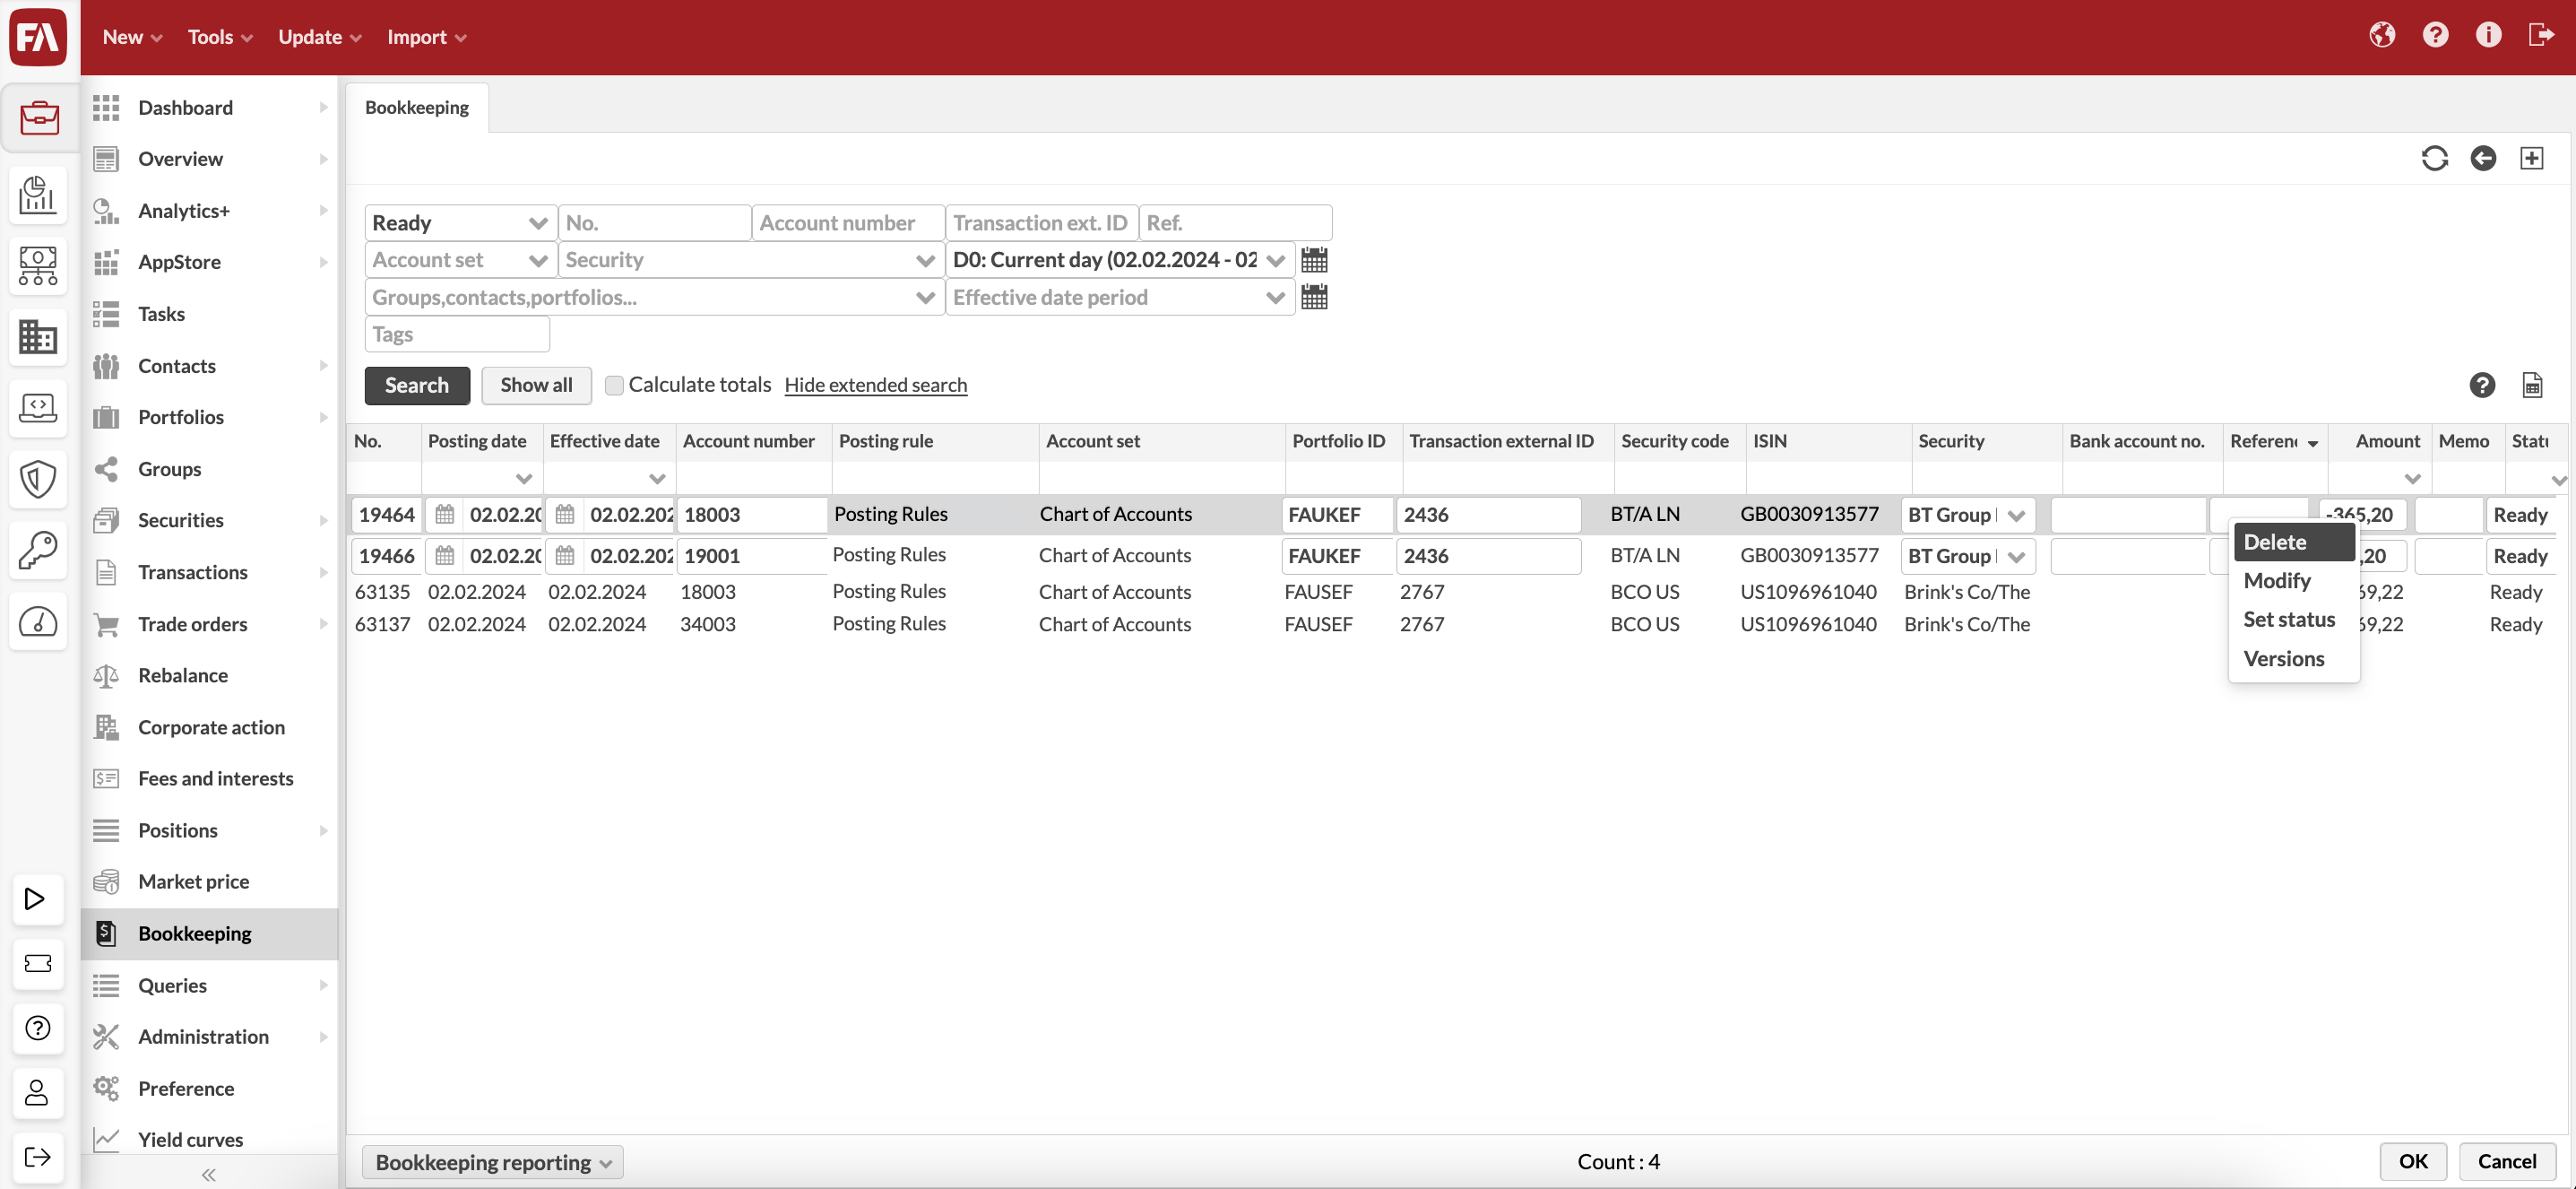 FA
New Tools Update Import
Dashboard
Overview
Analytics+
AppStore
Tasks
Contacts
Portfolios
Groups
Securities
Transactions
Trade orders
Rebalance
Corporate action
Fees and interests
Positions
Market price
Bookkeeping
Queries
Administration
Preference
Yield curves
Bookkeeping
Ready No. Account number Transaction ext. ID Ref.
Account set Security D0: Current day (02.02.2024 - 02
Groups,contacts,portfolios... Effective date period
Tags
Search Show all Calculate totals Hide extended search
No. Posting date Effective date Account number Posting rule Account set Portfolio ID Transaction external ID Security code ISIN Security Bank account no. Referen Amount Memo Statu
19464 02.02.20 02.02.202 18003 Posting Rules Chart of Accounts FAUKEF 2436 BT/A LN GB0030913577 BT Group -365,20 Ready
19466 02.02.20 02.02.202 19001 Posting Rules Chart of Accounts FAUKEF 2436 BT/A LN GB0030913577 BT Group ,20 Ready
63135 02.02.2024 02.02.2024 18003 Posting Rules Chart of Accounts FAUSEF 2767 BCO US US1096961040 Brink's Co/The 69,22 Ready
63137 02.02.2024 02.02.2024 34003 Posting Rules Chart of Accounts FAUSEF 2767 BCO US US1096961040 Brink's Co/The 69,22 Ready
Delete
Modify
Set status
Versions
Bookkeeping reporting Count : 4 OK Cancel